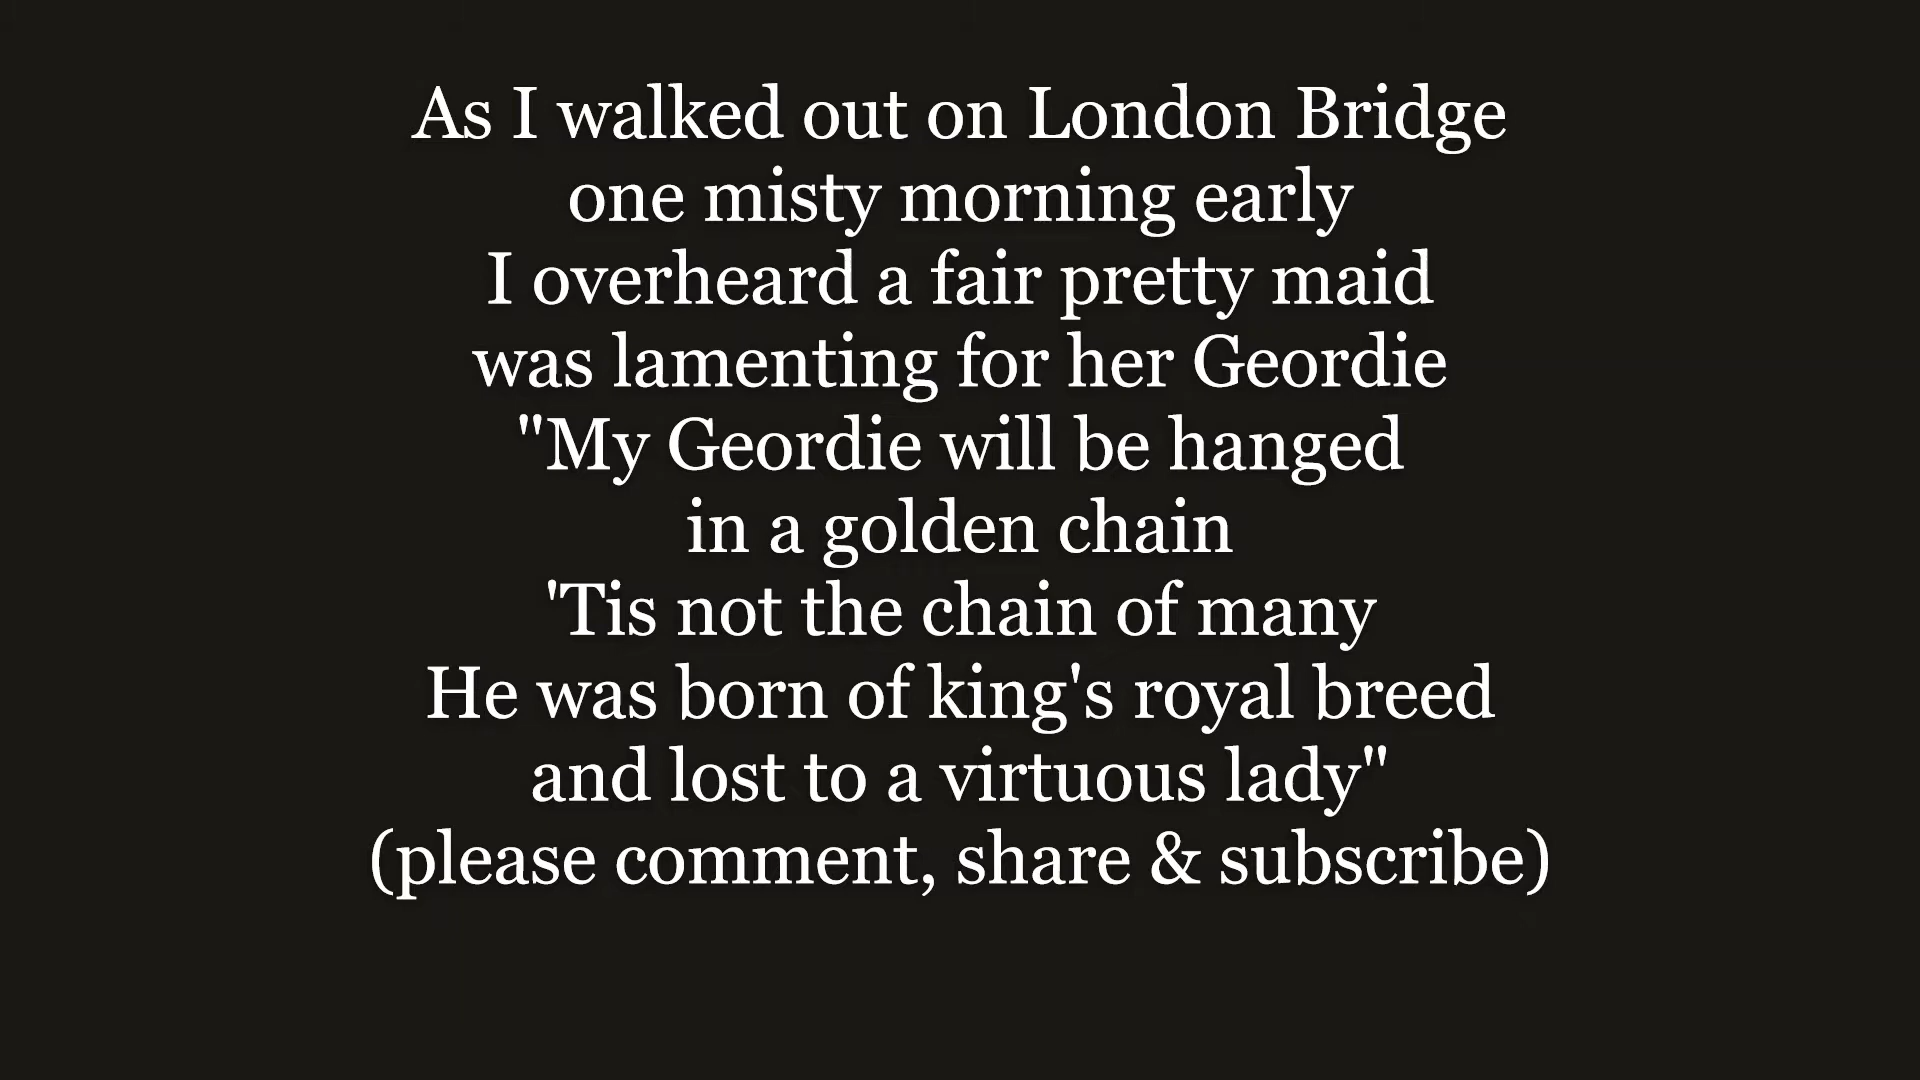 As I walked out on London Bridge
one misty morning early
I overheard a fair pretty maid
was lamenting for her Geordie
"My Geordie will be hanged
in a golden chain
'Tis not the chain of many
He was born of king's royal breed
and lost to a virtuous lady"
(please comment, share & subscribe)